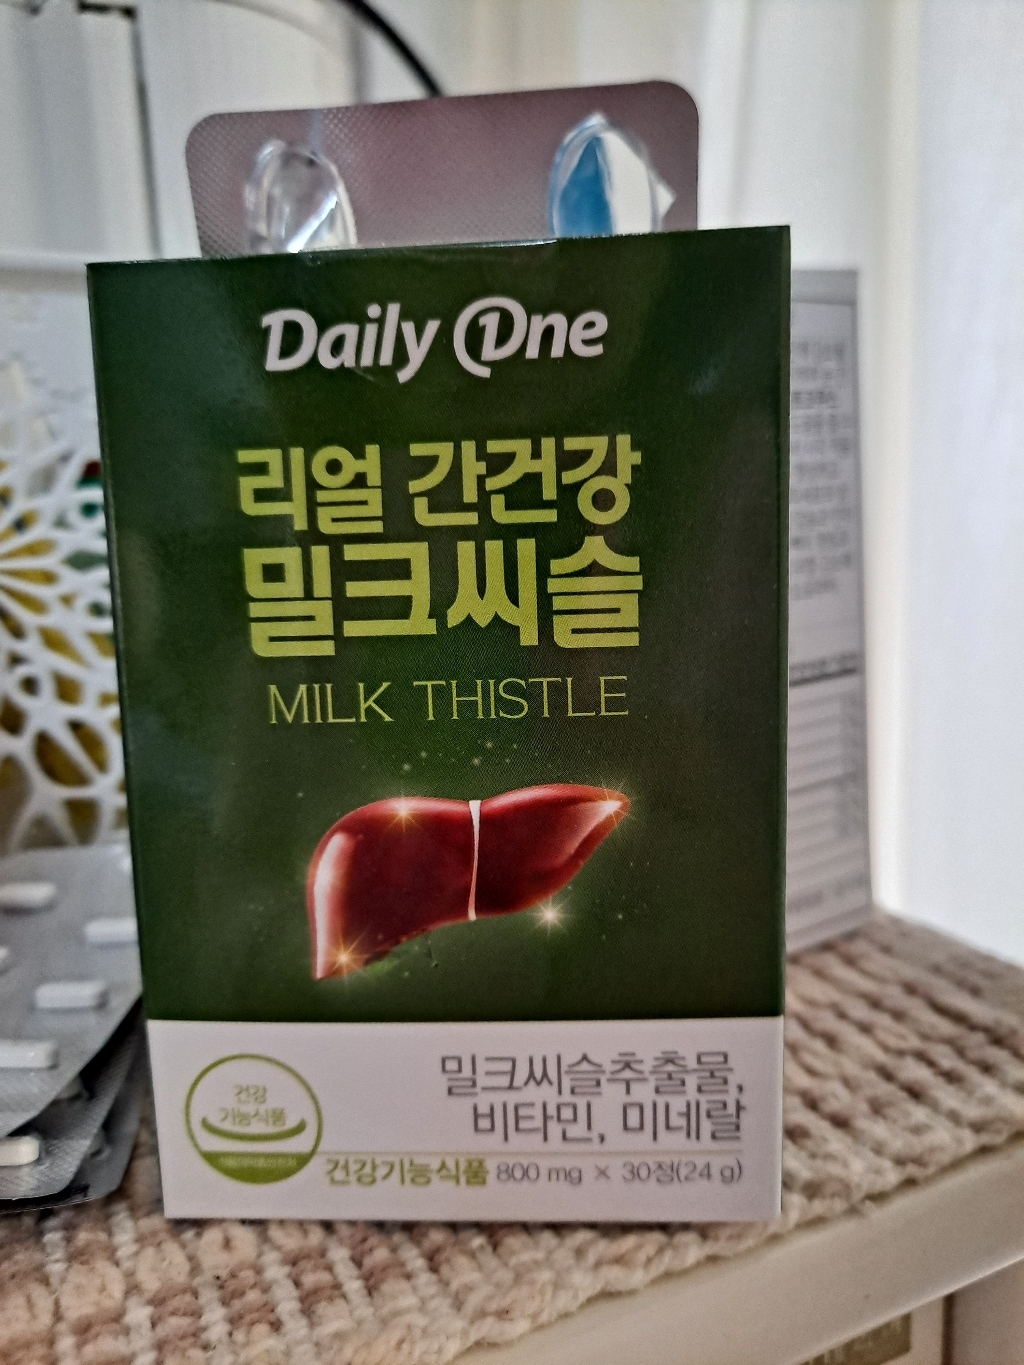 Daily One
리얼 간건강
밀크씨슬
MILK THISTLE
건강
기능식품
밀크씨슬추출물,
비타민, 미네랄
건강기능식품 800 mg × 30정(24 g)